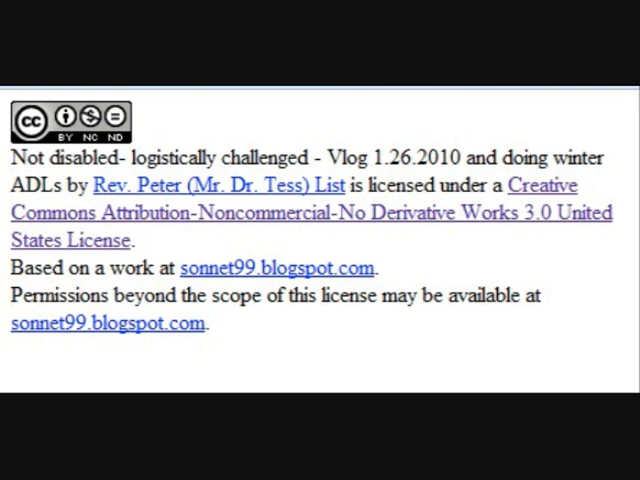 cc
BY NC ND
Not disabled- logistically challenged - Vlog 1.26.2010 and doing winter
ADLs by Rev. Peter (Mr. Dr. Tess) List is licensed under a Creative
Commons Attribution-Noncommercial-No Derivative Works 3.0 United
States License.
Based on a work at sonnet99.blogspot.com.
Permissions beyond the scope of this license may be available at
sonnet99.blogspot.com.